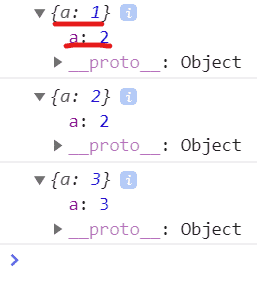 ▼ {a: 1} i
a: 2
▶ __proto__: Object
▼ {a: 2} i
a: 2
▶ __proto__: Object
▼ {a: 3} i
a: 3
▶ __proto__: Object
>